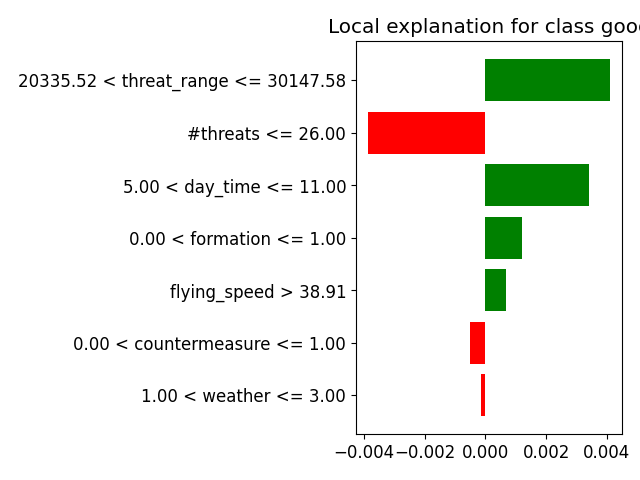 Local explanation for class good
20335.52 < threat_range <= 30147.58
#threats <= 26.00
5.00 < day_time <= 11.00
0.00 < formation <= 1.00
flying_speed > 38.91
0.00 < countermeasure <= 1.00
1.00 < weather <= 3.00
−0.004 −0.002 0.000 0.002 0.004